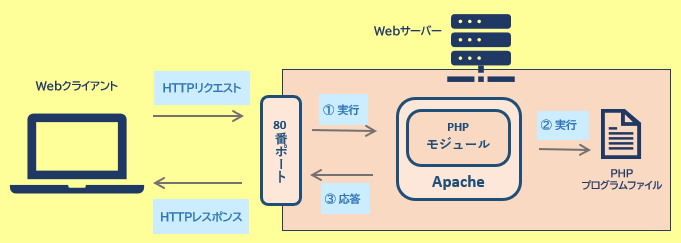 Webサーバー
Webクライアント
HTTPリクエスト
80番ポート
① 実行
PHP
モジュール
Apache
② 実行
PHP
プログラムファイル
③ 応答
HTTPレスポンス